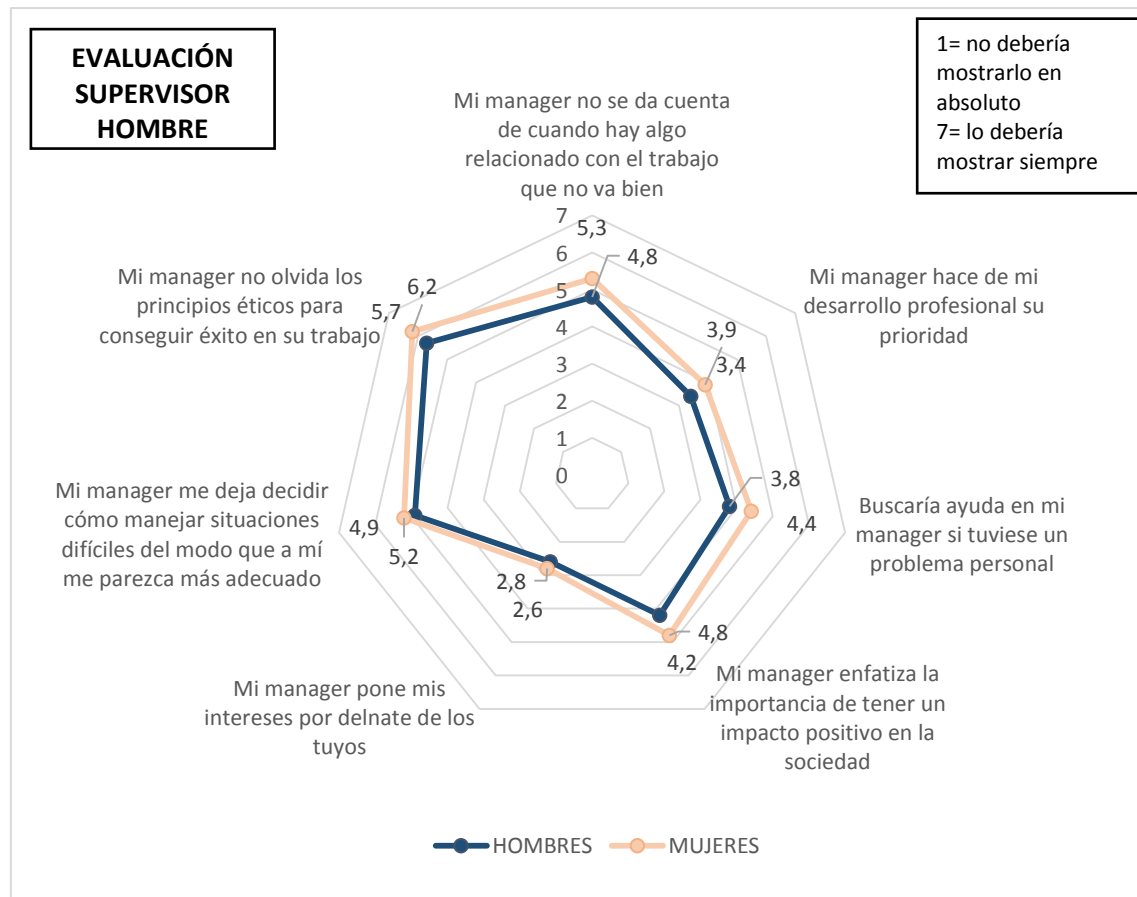 EVALUACIÓN
SUPERVISOR
HOMBRE
1= no debería
mostrarlo en
absoluto
7= lo debería
mostrar siempre
Mi manager no se da cuenta
de cuando hay algo
relacionado con el trabajo
que no va bien
Mi manager hace de mi
desarrollo profesional su
prioridad
Buscaría ayuda en mi
manager si tuviese un
problema personal
Mi manager enfatiza la
importancia de tener un
impacto positivo en la
sociedad
Mi manager pone mis
intereses por delnate de los
tuyos
Mi manager me deja decidir
cómo manejar situaciones
difíciles del modo que a mí
me parezca más adecuado
Mi manager no olvida los
principios éticos para
conseguir éxito en su trabajo
7
6
5
4
3
2
1
0
5,3
4,8
3,9
3,4
3,8
4,4
4,8
4,2
2,8
2,6
4,9
5,2
5,7
6,2
HOMBRES
MUJERES